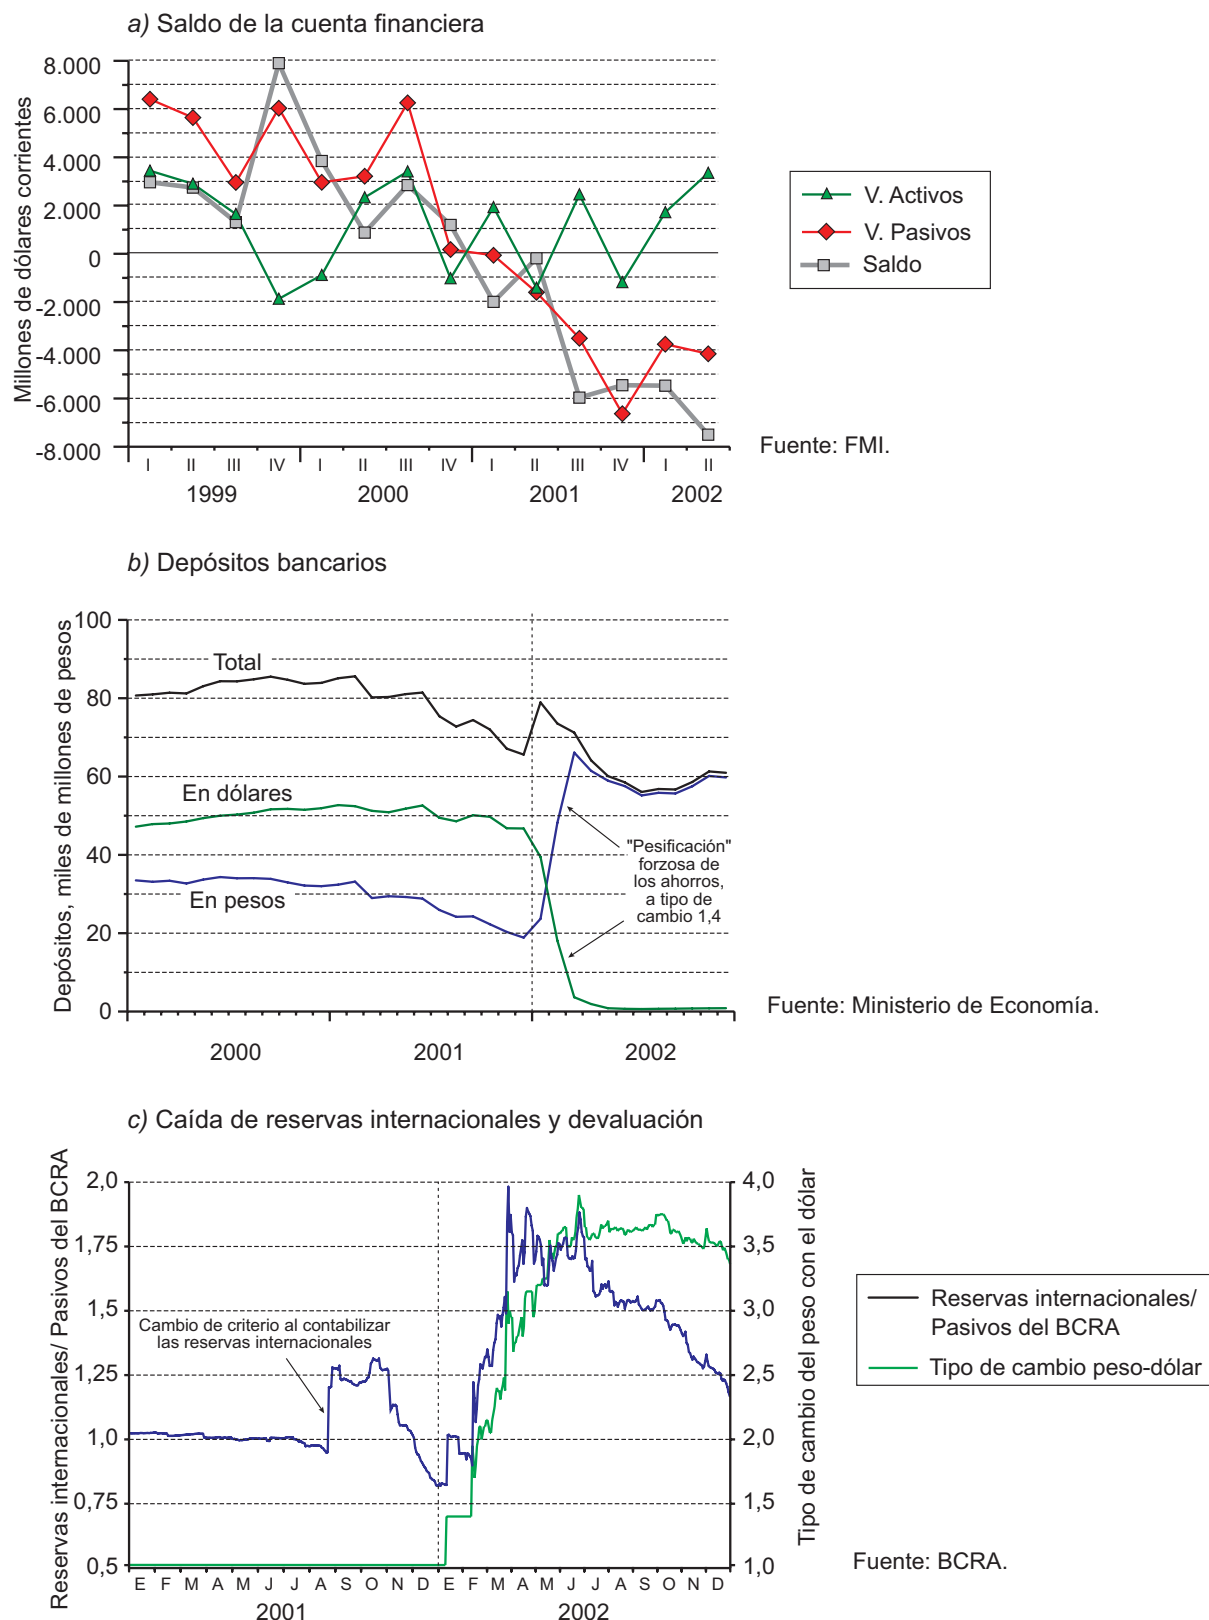 a) Saldo de la cuenta financiera
Millones de dólares corrientes
8.000
6.000
4.000
2.000
0
-2.000
-4.000
-6.000
-8.000
I II III IV I II III IV I II III IV I II
1999 2000 2001 2002
V. Activos
V. Pasivos
Saldo
Fuente: FMI.
b) Depósitos bancarios
Depósitos, miles de millones de pesos
100
80
60
40
20
0
Total
En dólares
En pesos
"Pesificación"
forzosa de
los ahorros,
a tipo de
cambio 1,4
2000 2001 2002
Fuente: Ministerio de Economía.
c) Caída de reservas internacionales y devaluación
Reservas internacionales/ Pasivos del BCRA
2,0
1,75
1,5
1,25
1,0
0,75
0,5
Cambio de criterio al contabilizar
las reservas internacionales
4,0
3,5
3,0
2,5
2,0
1,5
1,0
Tipo de cambio del peso con el dólar
E F M A M J J A S O N D E F M A M J J A S O N D
2001 2002
Reservas internacionales/
Pasivos del BCRA
Tipo de cambio peso-dólar
Fuente: BCRA.